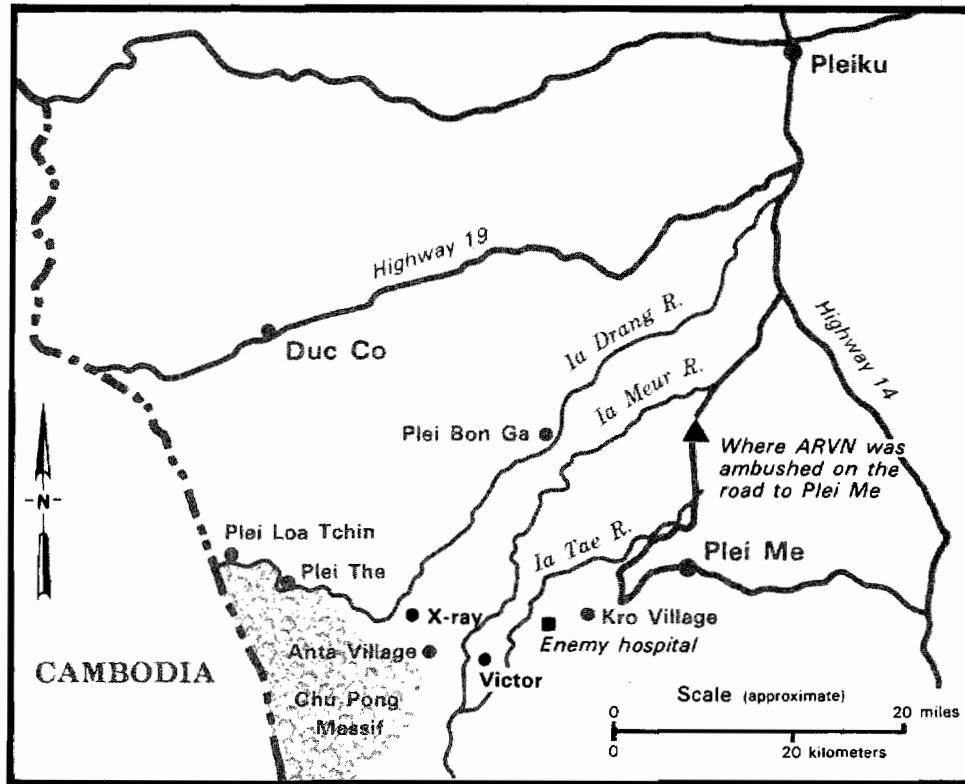 Pleiku
Highway 19
Duc Co
Ia Drang R.
Ia Meur R.
Highway 14
Plei Bon Ga
Where ARVN was
ambushed on the
road to Plei Me
-N-
Plei Loa Tchin
Plei The
Ia Tae R.
Plei Me
X-ray
Kro Village
Enemy hospital
Anta Village
Victor
CAMBODIA
Chu Pong
Massif
Scale (approximate)
0 20 miles
0 20 kilometers